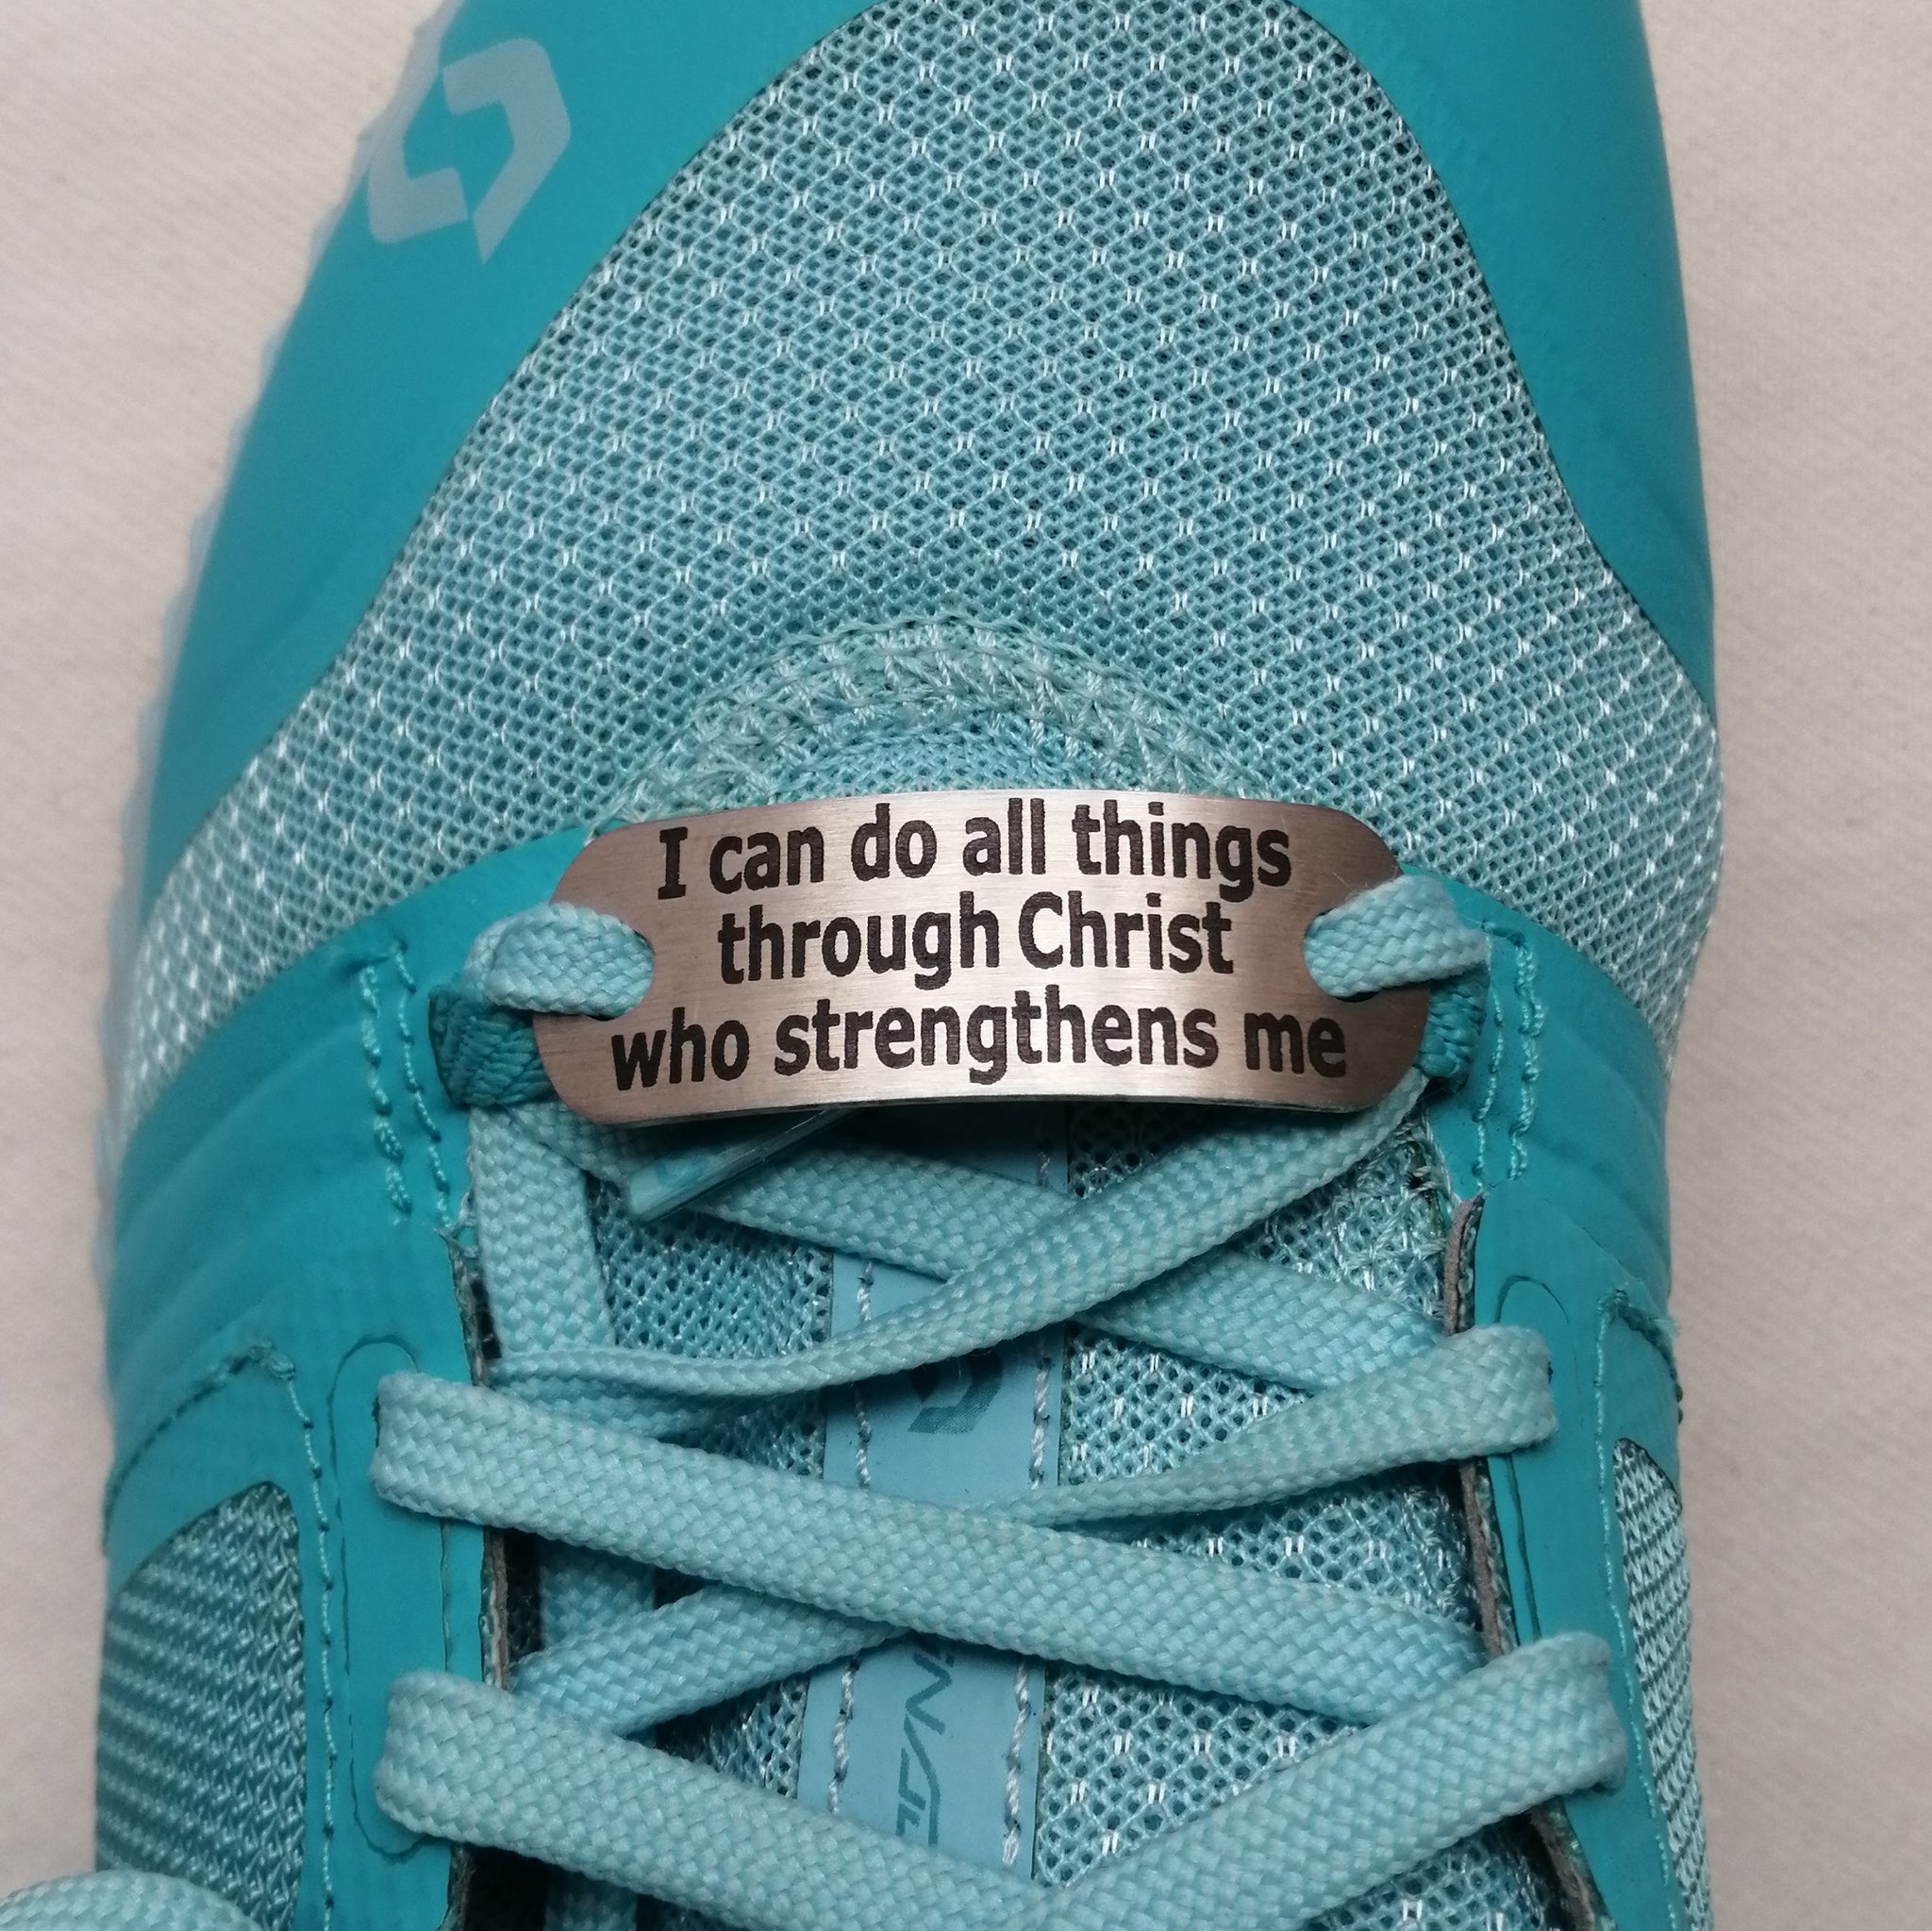 I can do all things
through Christ
who strengthens me